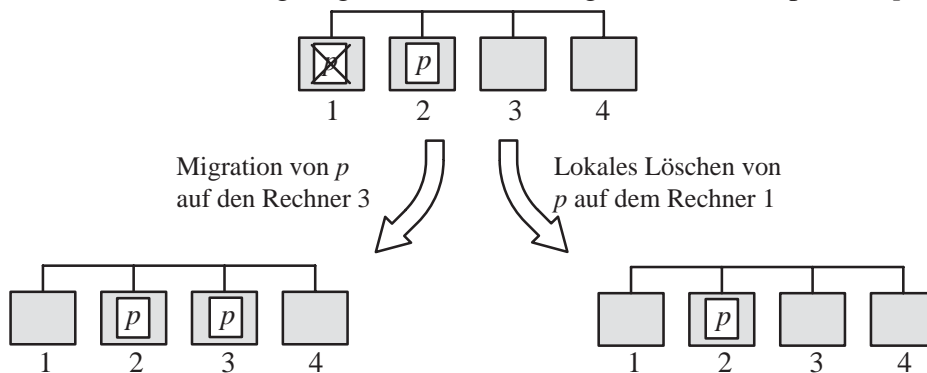 p p
1 2 3 4
Migration von p
auf den Rechner 3
Lokales Löschen von
p auf dem Rechner 1
p p
1 2 3 4
p
1 2 3 4